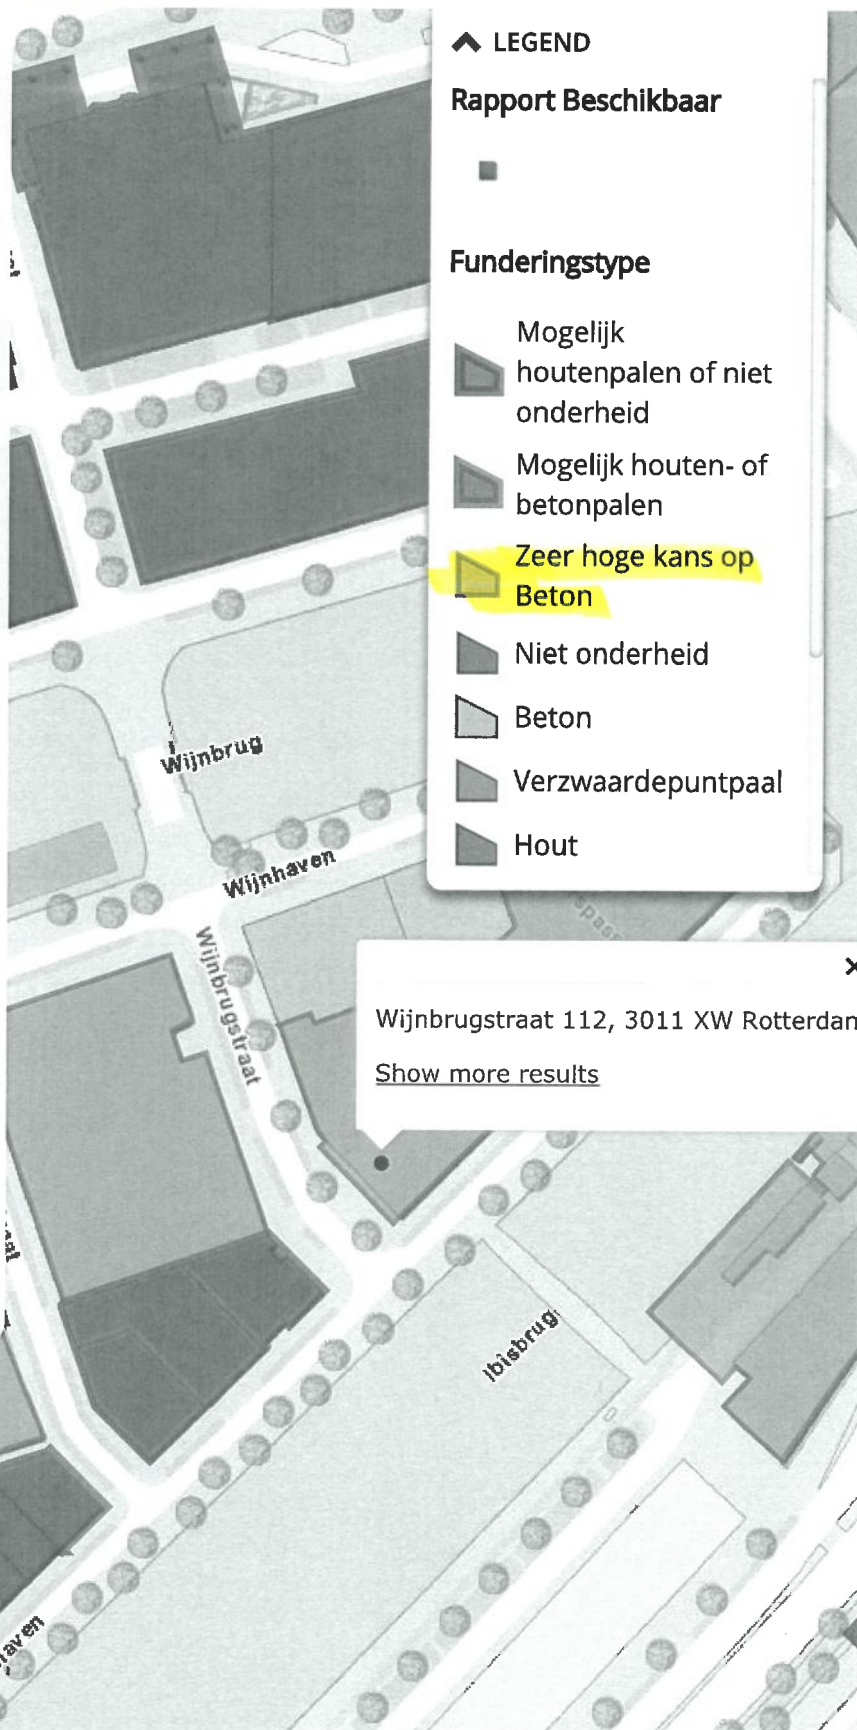 LEGEND
Rapport Beschikbaar
Funderingstype
Mogelijk
houtenpalen of niet
onderheid
Mogelijk houten- of
betonpalen
Zeer hoge kans op
Beton
Niet onderheid
Beton
Verzwaardepuntpaal
Hout
Wijnbrug
Wijnhaven
Wijnbrugstraat
Wijnbrugstraat 112, 3011 XW Rotterdam
Show more results
Ibisbrug